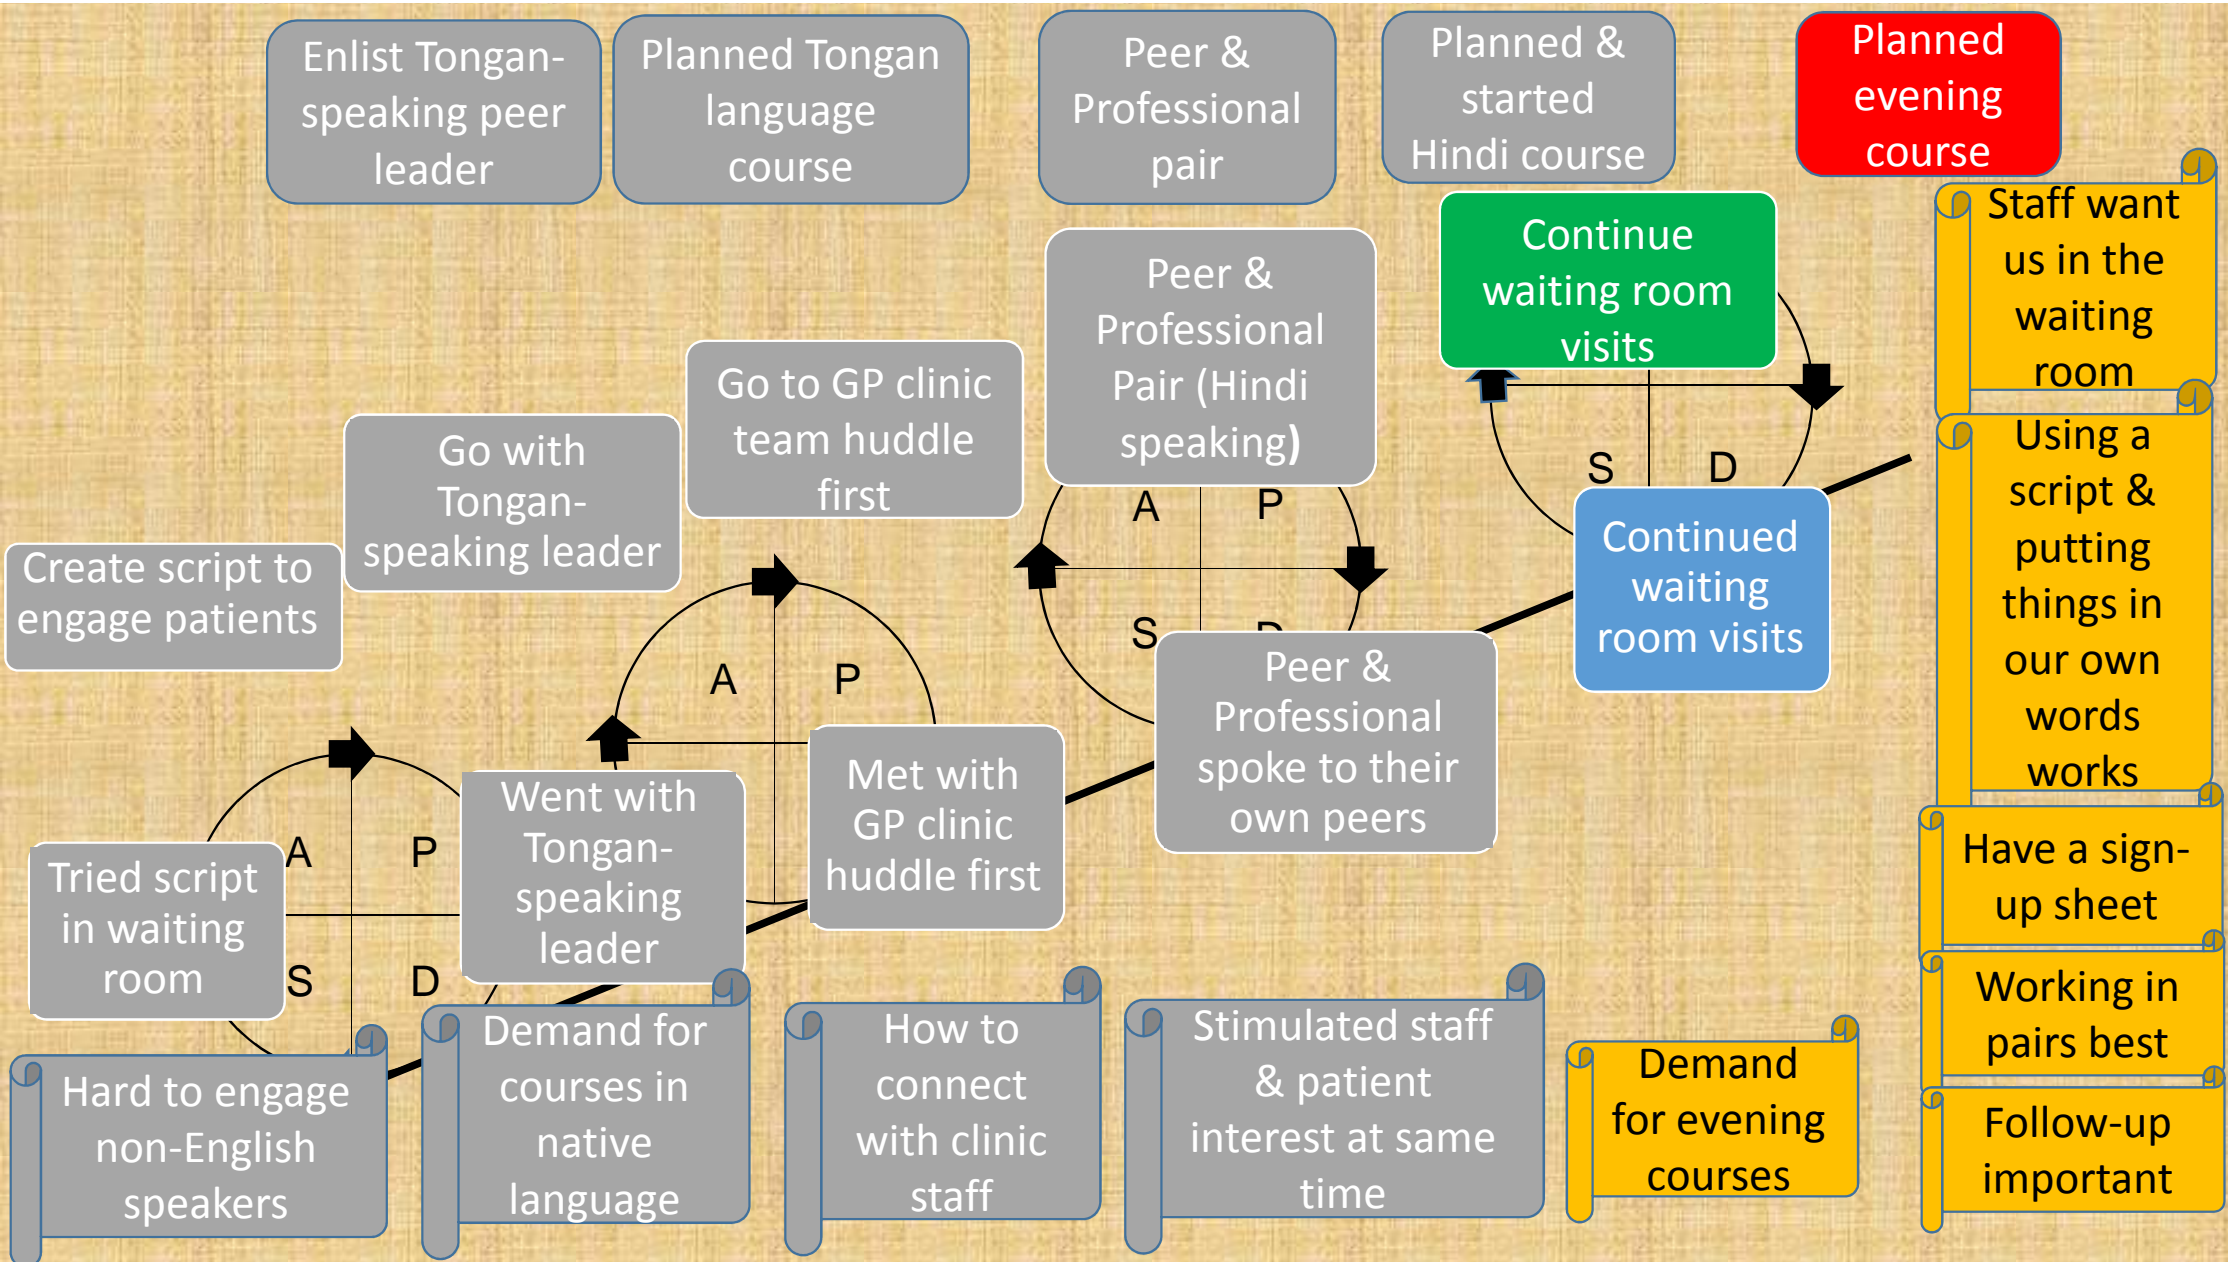 Enlist Tongan-
speaking peer
leader
Planned Tongan
language
course
Peer &
Professional
pair
Planned &
started
Hindi course
Planned
evening
course
Create script to
engage patients
Go with
Tongan-
speaking leader
Go to GP clinic
team huddle
first
Peer &
Professional
Pair (Hindi
speaking)
Continue
waiting room
visits
Tried script
in waiting
room
A
P
S
D
Went with
Tongan-
speaking
leader
A
P
Met with
GP clinic
huddle first
A
P
S
D
Peer &
Professional
spoke to their
own peers
S
D
Continued
waiting
room visits
Hard to engage
non-English
speakers
Demand for
courses in
native
language
How to
connect
with clinic
staff
Stimulated staff
& patient
interest at same
time
Demand
for evening
courses
Staff want
us in the
waiting
room
Using a
script &
putting
things in
our own
words
works
Have a sign-
up sheet
Working in
pairs best
Follow-up
important